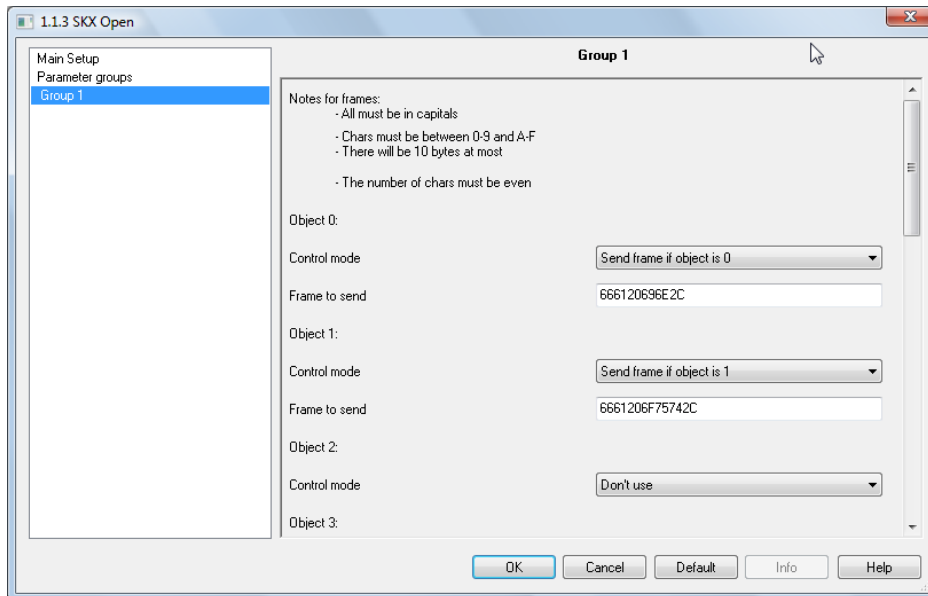 1.1.3 SKX Open
Main Setup
Parameter groups
Group 1
Group 1
Notes for frames:
- All must be in capitals
- Chars must be between 0-9 and A-F
- There will be 10 bytes at most
- The number of chars must be even
Object 0:
Control mode
Send frame if object is 0
Frame to send
666120696E2C
Object 1:
Control mode
Send frame if object is 1
Frame to send
6661206F75742C
Object 2:
Control mode
Don't use
Object 3:
OK
Cancel
Default
Info
Help